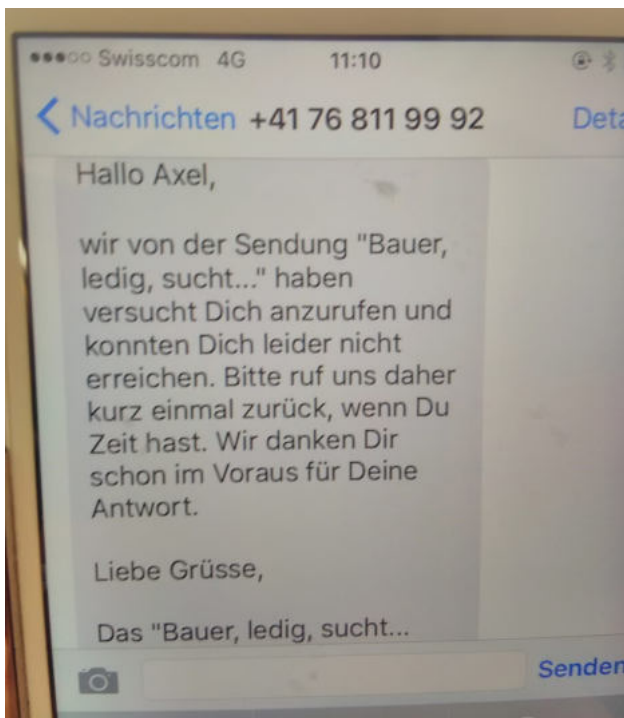 Swisscom 4G 11:10
Nachrichten +41 76 811 99 92
Hallo Axel,
wir von der Sendung "Bauer,
ledig, sucht..." haben
versucht Dich anzurufen und
konnten Dich leider nicht
erreichen. Bitte ruf uns daher
kurz einmal zurück, wenn Du
Zeit hast. Wir danken Dir
schon im Voraus für Deine
Antwort.
Liebe Grüsse,
Das "Bauer, ledig, sucht...
Senden